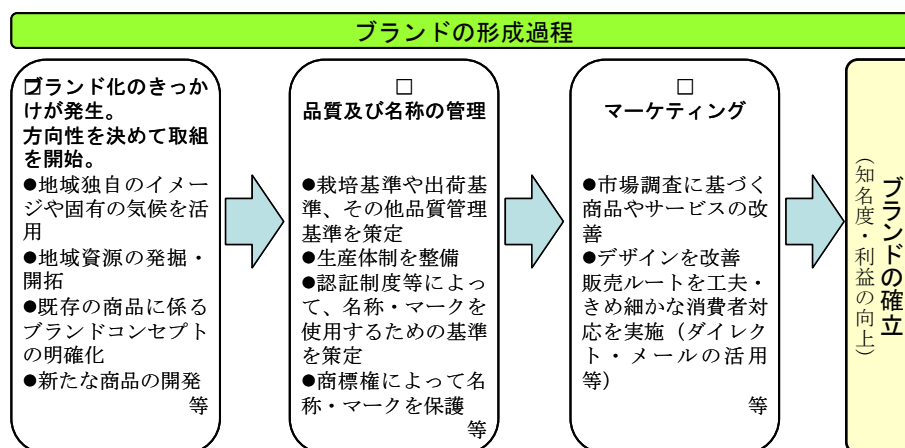 ブランドの形成過程
□ブランド化のきっか
けが発生。
方向性を決めて取組
を開始。
●地域独自のイメー
ジや固有の気候を活
用
●地域資源の発掘・
開拓
●既存の商品に係る
ブランドコンセプト
の明確化
●新たな商品の開発
等
□
品質及び名称の管理
●栽培基準や出荷基
準、その他品質管理
基準を策定
●生産体制を整備
●認証制度等によっ
て、名称・マークを
使用するための基準
を策定
●商標権によって名
称・マークを保護
等
□
マーケティング
●市場調査に基づく
商品やサービスの改
善
●デザインを改善
販売ルートを工夫・
きめ細かな消費者対
応を実施（ダイレク
ト・メールの活用
等）
等
ブランドの確立
（知名度・利益の向上）